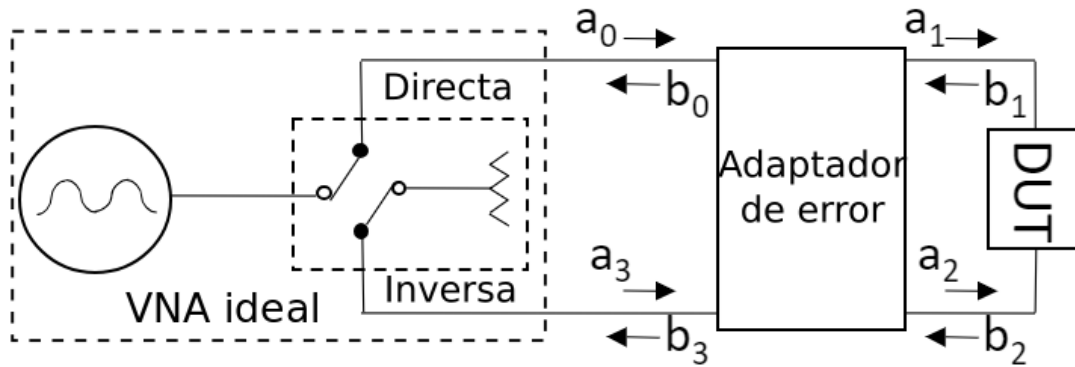 a₀
a₁
b₀
b₁
Directa
Adaptador
de error
DUT
a₃
a₂
Inversa
VNA ideal
b₃
b₂